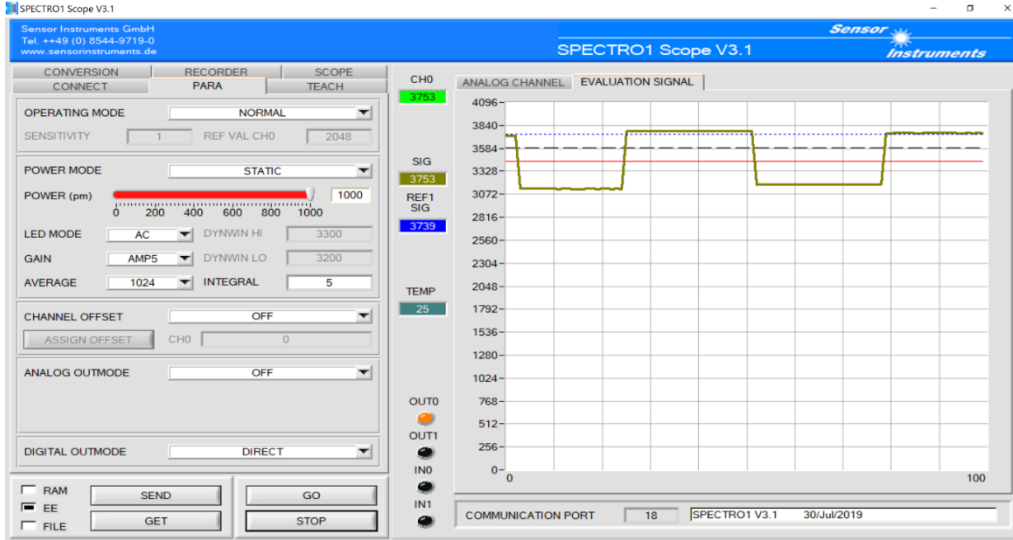 SPECTRO1 Scope V3.1
Sensor Instruments GmbH
Tel. ++49 (0) 8544-9719-0
www.sensorinstruments.de
SPECTRO1 Scope V3.1
Sensor
Instruments
CONVERSION RECORDER SCOPE
CONNECT PARA TEACH
OPERATING MODE NORMAL
SENSITIVITY 1 REF VAL CH0 2048
POWER MODE STATIC
POWER (pm) 1000
0 200 400 600 800 1000
LED MODE AC DYNWIN HI 3300
GAIN AMP5 DYNWIN LO 3200
AVERAGE 1024 INTEGRAL 5
CHANNEL OFFSET OFF
ASSIGN OFFSET CH0 0
ANALOG OUTMODE OFF
DIGITAL OUTMODE DIRECT
RAM
EE
FILE
SEND GO
GET STOP
CH0
3753
SIG
3753
REF1
SIG
3739
TEMP
25
OUT0
OUT1
IN0
IN1
ANALOG CHANNEL EVALUATION SIGNAL
4096
3840
3584
3328
3072
2816
2560
2304
2048
1792
1536
1280
1024
768
512
256
0
0 100
COMMUNICATION PORT 18 SPECTRO1 V3.1 30/Jul/2019